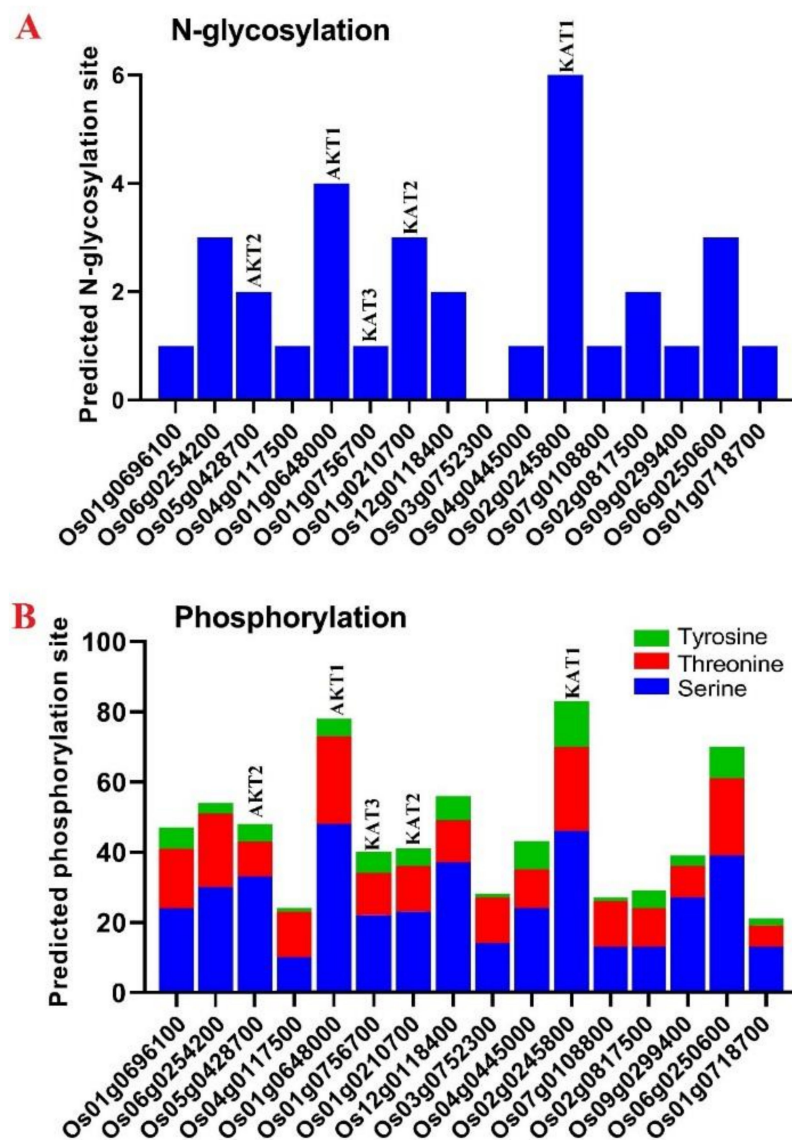 A
N-glycosylation
Predicted N-glycosylation site
6
4
2
0
AKT2
AKT1
KAT3
KAT2
KAT1
Os01g0696100
Os06g0254200
Os05g0428700
Os04g0117500
Os01g0648000
Os01g0756700
Os01g0210700
Os12g0118400
Os03g0752300
Os04g0445000
Os02g0245800
Os07g0108800
Os02g0817500
Os09g0299400
Os06g0250600
Os01g0718700
B
Phosphorylation
Predicted phosphorylation site
100
80
60
40
20
0
AKT2
AKT1
KAT3
KAT2
KAT1
Tyrosine
Threonine
Serine
Os01g0696100
Os06g0254200
Os05g0428700
Os04g0117500
Os01g0648000
Os01g0756700
Os01g0210700
Os12g0118400
Os03g0752300
Os04g0445000
Os02g0245800
Os07g0108800
Os02g0817500
Os09g0299400
Os06g0250600
Os01g0718700